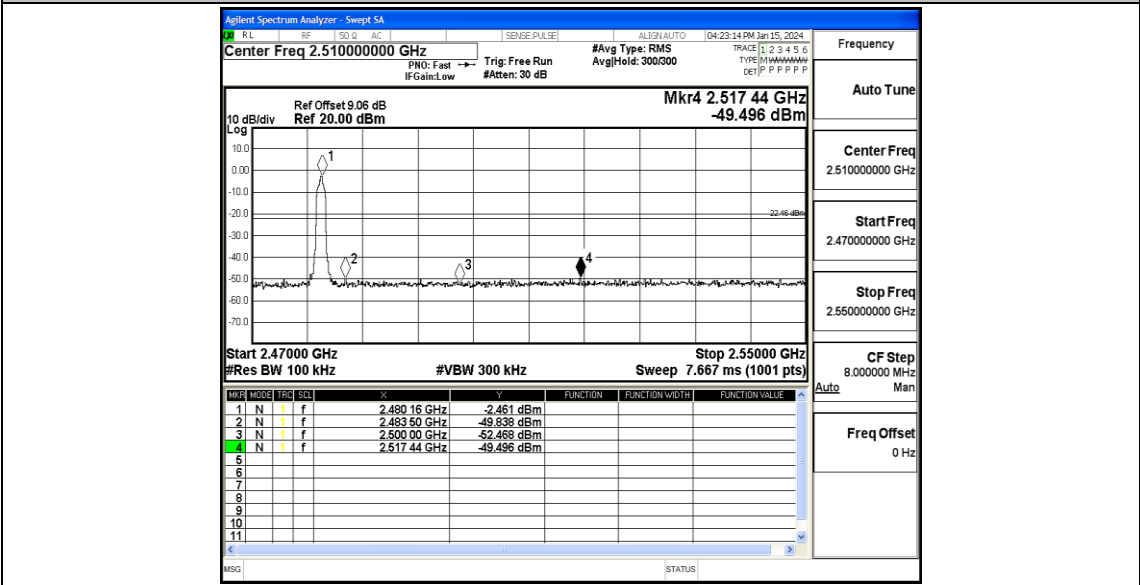 Agilent Spectrum Analyzer - Swept SA
RL RF 50 Ω AC SENSE:PULSE ALIGNAUTO 04:23:14 PM Jan 15, 2024
Center Freq 2.510000000 GHz
PNO: Fast
IFGain:Low
Trig: Free Run
#Atten: 30 dB
#Avg Type: RMS
Avg|Hold: 300/300
TRACE 1 2 3 4 5 6
TYPE M
DET P P P P P P
Ref Offset 9.06 dB
10 dB/div Ref 20.00 dBm
Log
Mkr4 2.517 44 GHz
-49.496 dBm
10.0
0.00
-10.0
-20.0
-30.0
-40.0
-50.0
-60.0
-70.0
1
2
3
4
22.46 dBm
Start 2.47000 GHz Stop 2.55000 GHz
#Res BW 100 kHz #VBW 300 kHz Sweep 7.667 ms (1001 pts)
MKR MODE TRC SCL X Y FUNCTION FUNCTION WIDTH FUNCTION VALUE
1 N f 2.480 16 GHz -2.461 dBm
2 N f 2.483 50 GHz -49.838 dBm
3 N f 2.500 00 GHz -52.468 dBm
4 N f 2.517 44 GHz -49.496 dBm
5
6
7
8
9
10
11
MSG STATUS
Frequency
Auto Tune
Center Freq
2.510000000 GHz
Start Freq
2.470000000 GHz
Stop Freq
2.550000000 GHz
CF Step
8.000000 MHz
Auto Man
Freq Offset
0 Hz